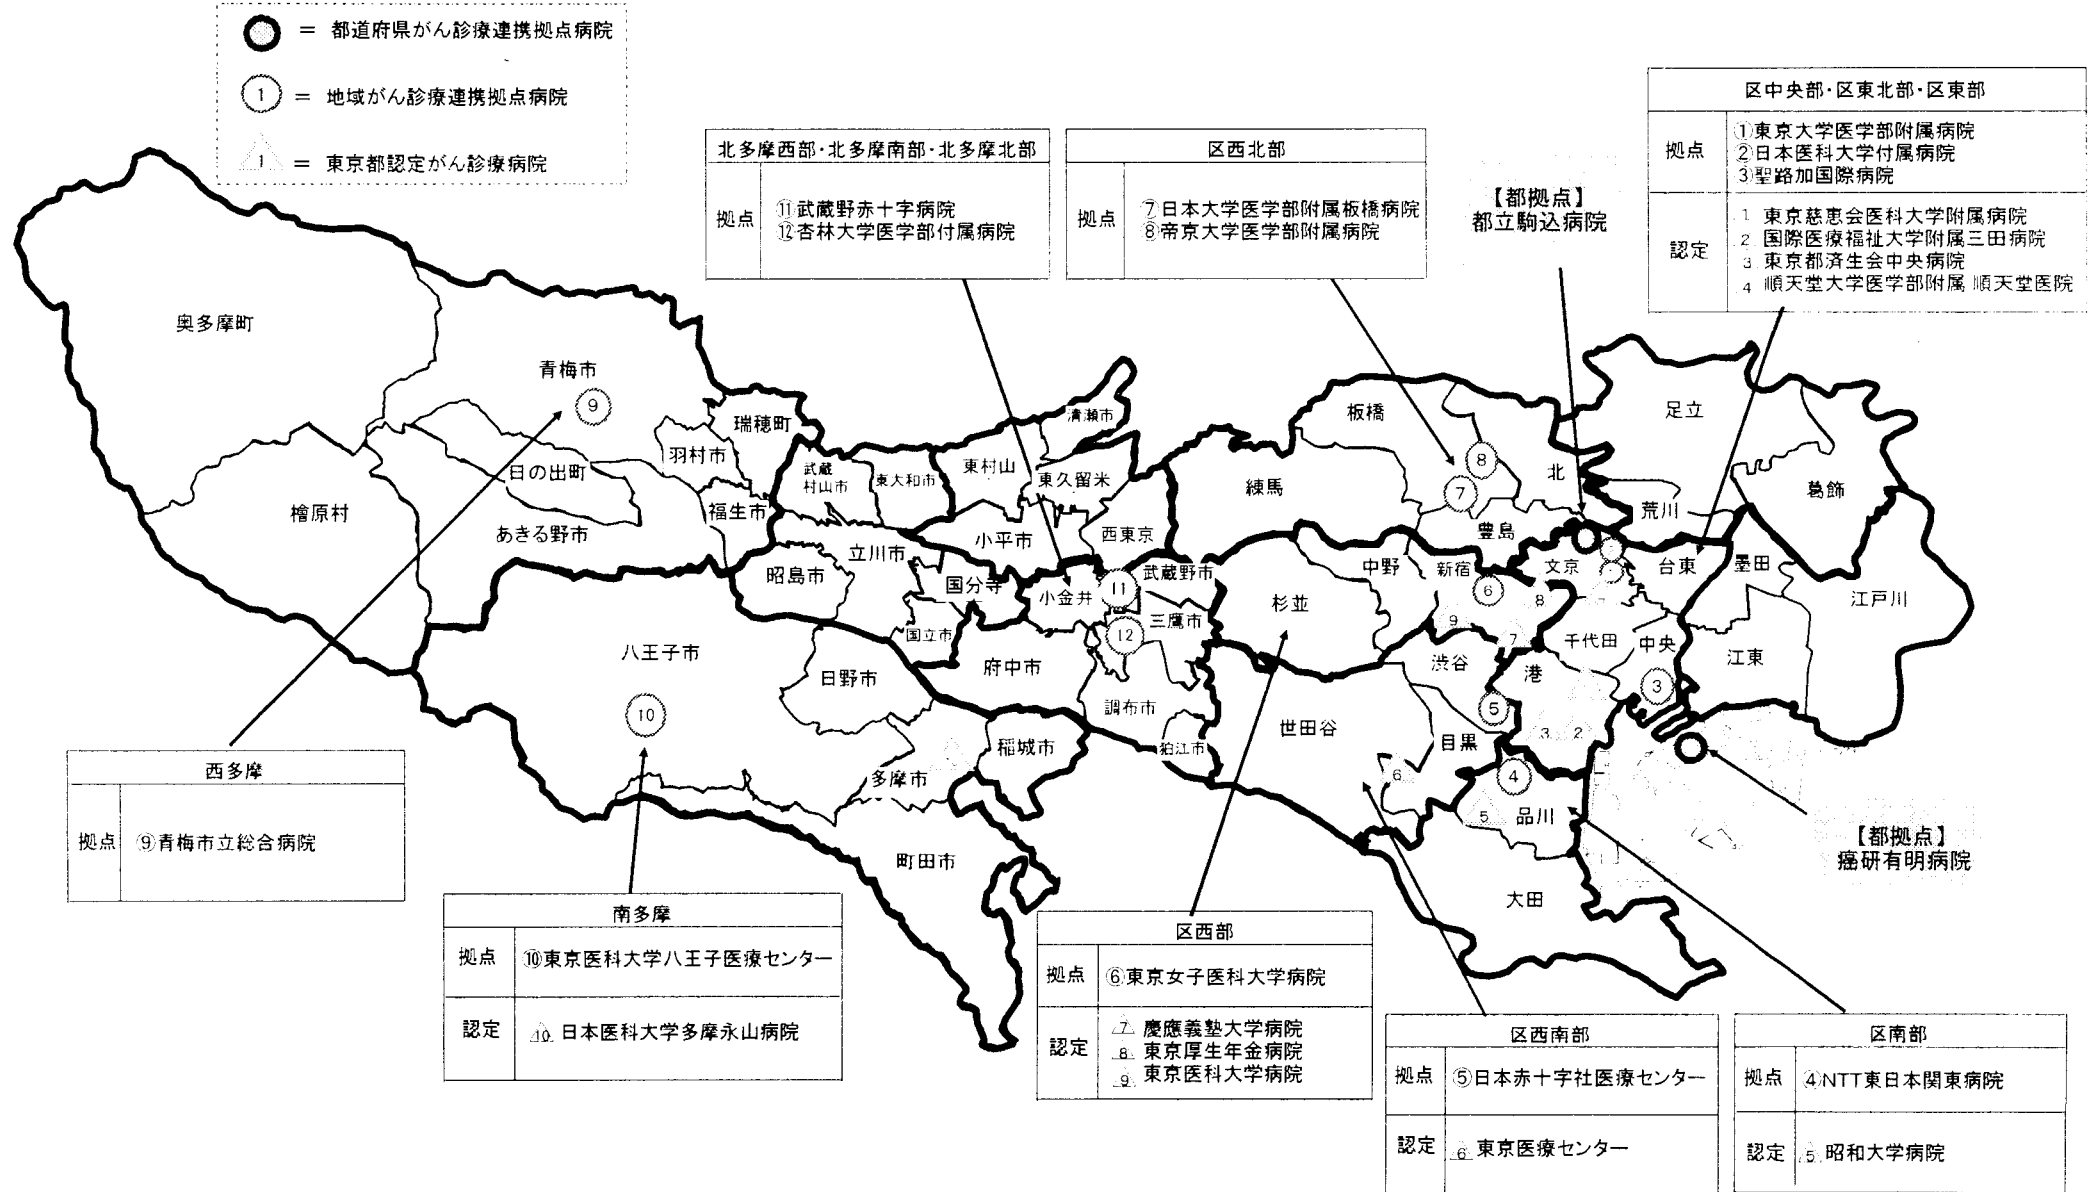 = 都道府県がん診療連携拠点病院
1 = 地域がん診療連携拠点病院
1 = 東京都認定がん診療病院
北多摩西部・北多摩南部・北多摩北部
拠点
⑪武蔵野赤十字病院
⑫杏林大学医学部付属病院
区西北部
拠点
⑦日本大学医学部附属板橋病院
⑧帝京大学医学部附属病院
【都拠点】
都立駒込病院
区中央部・区東北部・区東部
拠点
①東京大学医学部附属病院
②日本医科大学付属病院
③聖路加国際病院
認定
1 東京慈恵会医科大学附属病院
2 国際医療福祉大学附属三田病院
3 東京都済生会中央病院
4 順天堂大学医学部附属 順天堂医院
奥多摩町
青梅市
9
瑞穂町
羽村市
日の出町
檜原村
あきる野市
福生市
武蔵
村山市
東大和市
東村山
清瀬市
東久留米
小平市
西東京
立川市
昭島市
国分寺
小金井
11
武蔵野市
国立市
12
三鷹市
八王子市
府中市
日野市
10
調布市
稲城市
狛江市
多摩市
町田市
板橋
足立
8
北
7
練馬
葛飾
荒川
豊島
中野
新宿
文京
台東
墨田
6
8
9
杉並
江戸川
7
千代田
中央
渋谷
港
江東
3
5
世田谷
目黒
3
2
6
4
5
品川
大田
【都拠点】
癌研有明病院
西多摩
拠点
⑨青梅市立総合病院
南多摩
拠点
⑩東京医科大学八王子医療センター
認定
10 日本医科大学多摩永山病院
区西部
拠点
⑥東京女子医科大学病院
認定
7 慶應義塾大学病院
8 東京厚生年金病院
9 東京医科大学病院
区西南部
拠点
⑤日本赤十字社医療センター
認定
6 東京医療センター
区南部
拠点
④NTT東日本関東病院
認定
5 昭和大学病院